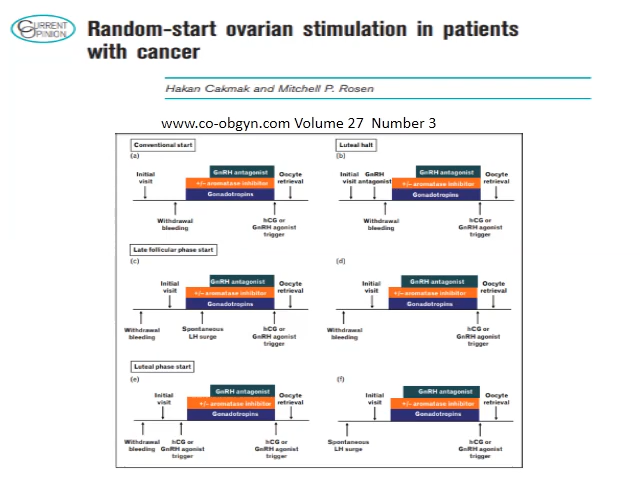 CURRENT
OPINION
Random-start ovarian stimulation in patients
with cancer
Hakan Cakmak and Mitchell P. Rosen
www.co-obgyn.com Volume 27 Number 3
Conventional start
(a)
Initial
visit
GnRH antagonist
+/– aromatase inhibitor
Gonadotropins
Oocyte
retrieval
Withdrawal
bleeding
hCG or
GnRH agonist
trigger
Luteal halt
(b)
Initial
visit
GnRH
antagonist
GnRH antagonist
+/– aromatase inhibitor
Gonadotropins
Oocyte
retrieval
Withdrawal
bleeding
hCG or
GnRH agonist
trigger
Late follicular phase start
(c)
Initial
visit
GnRH antagonist
+/– aromatase inhibitor
Gonadotropins
Oocyte
retrieval
Withdrawal
bleeding
Spontaneous
LH surge
hCG or
GnRH agonist
trigger
(d)
Initial
visit
GnRH antagonist
+/– aromatase inhibitor
Gonadotropins
Oocyte
retrieval
Withdrawal
bleeding
hCG or
GnRH agonist
trigger
Luteal phase start
(e)
Initial
visit
GnRH antagonist
+/– aromatase inhibitor
Gonadotropins
Oocyte
retrieval
Withdrawal
bleeding
hCG or
GnRH agonist
trigger
hCG or
GnRH agonist
trigger
(f)
Initial
visit
GnRH antagonist
+/– aromatase inhibitor
Gonadotropins
Oocyte
retrieval
Spontaneous
LH surge
hCG or
GnRH agonist
trigger